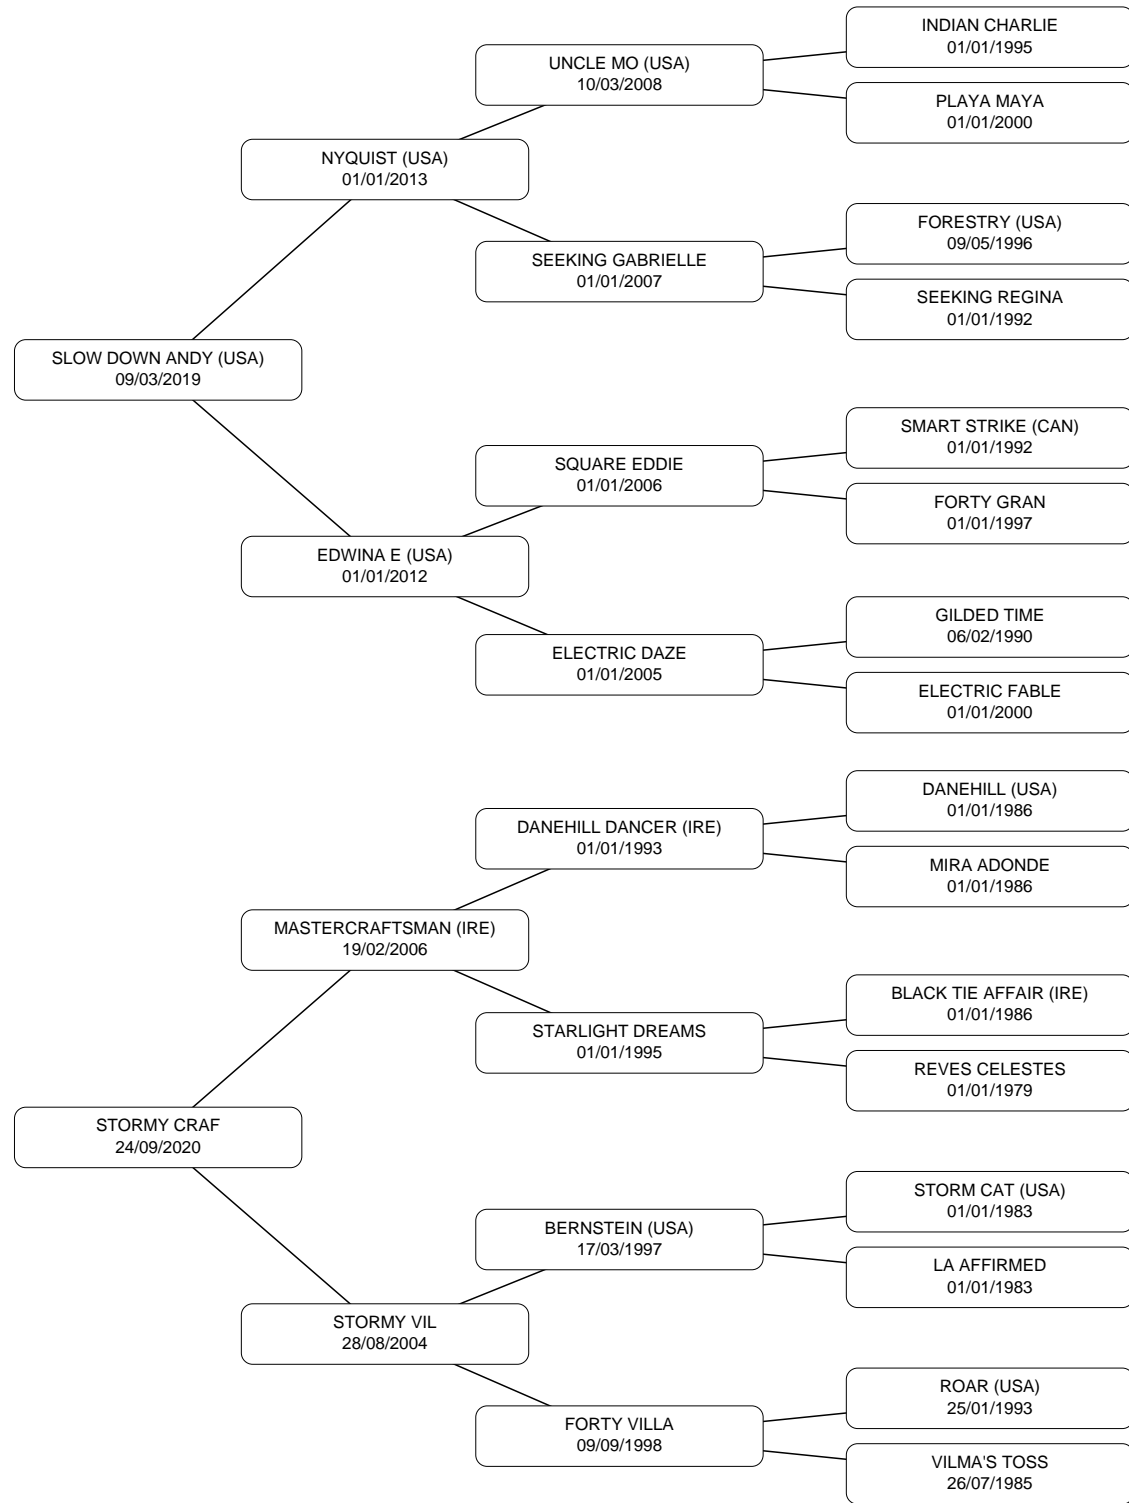 INDIAN CHARLIE
01/01/1995
UNCLE MO (USA)
10/03/2008
PLAYA MAYA
01/01/2000
NYQUIST (USA)
01/01/2013
FORESTRY (USA)
09/05/1996
SEEKING GABRIELLE
01/01/2007
SEEKING REGINA
01/01/1992
SLOW DOWN ANDY (USA)
09/03/2019
SMART STRIKE (CAN)
01/01/1992
SQUARE EDDIE
01/01/2006
FORTY GRAN
01/01/1997
EDWINA E (USA)
01/01/2012
GILDED TIME
06/02/1990
ELECTRIC DAZE
01/01/2005
ELECTRIC FABLE
01/01/2000
DANEHILL (USA)
01/01/1986
DANEHILL DANCER (IRE)
01/01/1993
MIRA ADONDE
01/01/1986
MASTERCRAFTSMAN (IRE)
19/02/2006
BLACK TIE AFFAIR (IRE)
01/01/1986
STARLIGHT DREAMS
01/01/1995
REVES CELESTES
01/01/1979
STORMY CRAF
24/09/2020
STORM CAT (USA)
01/01/1983
BERNSTEIN (USA)
17/03/1997
LA AFFIRMED
01/01/1983
STORMY VIL
28/08/2004
ROAR (USA)
25/01/1993
FORTY VILLA
09/09/1998
VILMA'S TOSS
26/07/1985